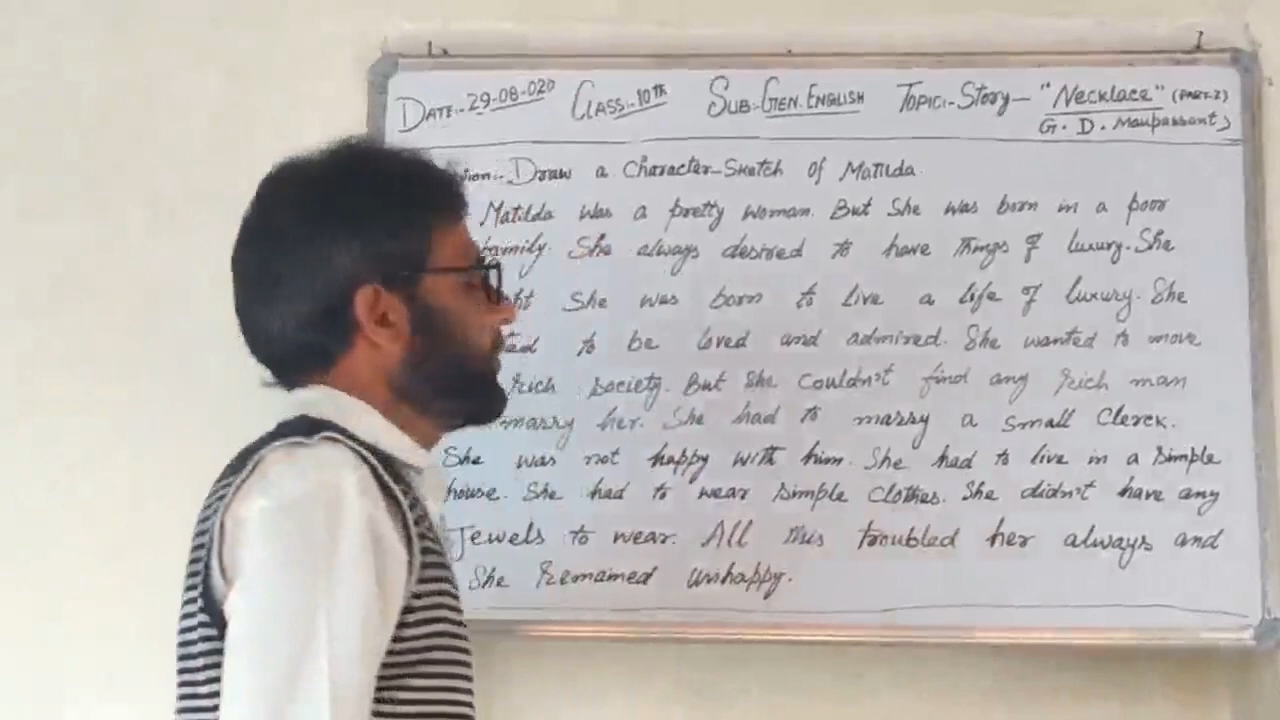 DATE:-29-08-020 CLASS:-10TH SUB:-GEN. ENGLISH TOPIC:-Story- "Necklace" (PART-I)
G. D. Maupassant)
Draw a Character-Sketch of Matilda.
Matilda was a pretty woman. But She was born in a poor
family. She always desired to have things of luxury. She
She was born to live a life of luxury. She
to be loved and admired. She wanted to move
rich society. But She couldn't find any rich man
marry her. She had to marry a small Clerck.
She was not happy with him. She had to live in a simple
house. She had to wear simple clothes. She didn't have any
Jewels to wear. All this troubled her always and
She remained unhappy.